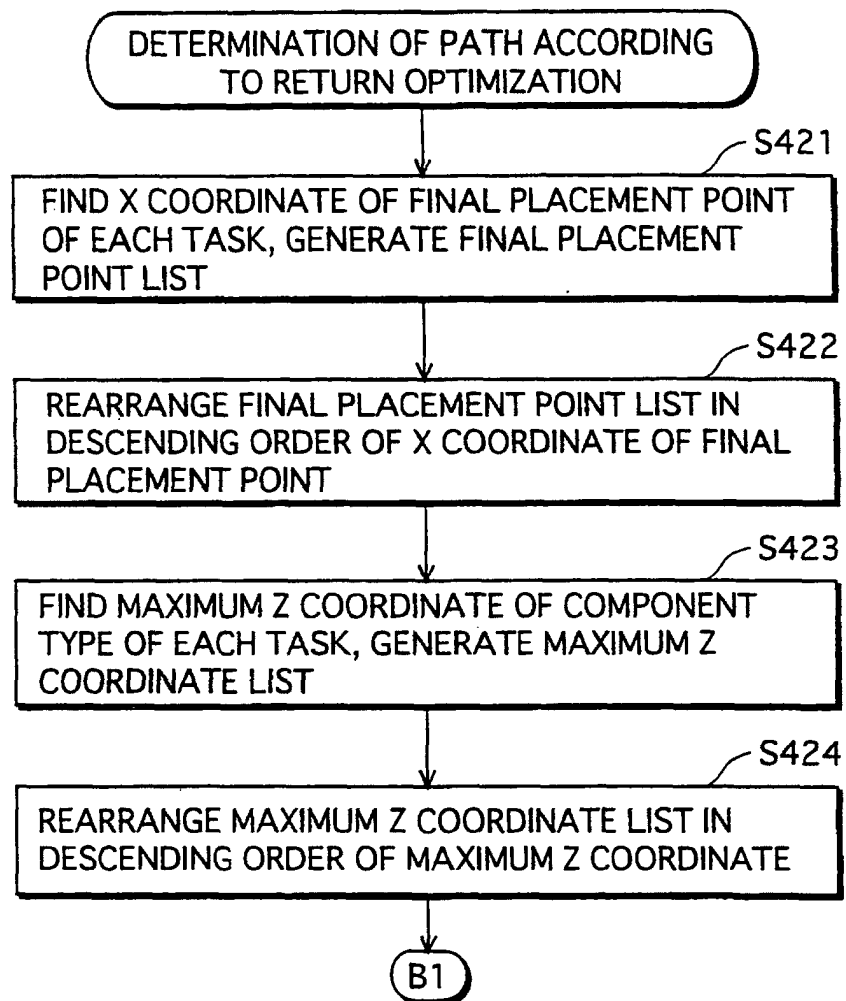 DETERMINATION OF PATH ACCORDING
TO RETURN OPTIMIZATION
S421
FIND X COORDINATE OF FINAL PLACEMENT POINT
OF EACH TASK, GENERATE FINAL PLACEMENT
POINT LIST
S422
REARRANGE FINAL PLACEMENT POINT LIST IN
DESCENDING ORDER OF X COORDINATE OF FINAL
PLACEMENT POINT
S423
FIND MAXIMUM Z COORDINATE OF COMPONENT
TYPE OF EACH TASK, GENERATE MAXIMUM Z
COORDINATE LIST
S424
REARRANGE MAXIMUM Z COORDINATE LIST IN
DESCENDING ORDER OF MAXIMUM Z COORDINATE
B1